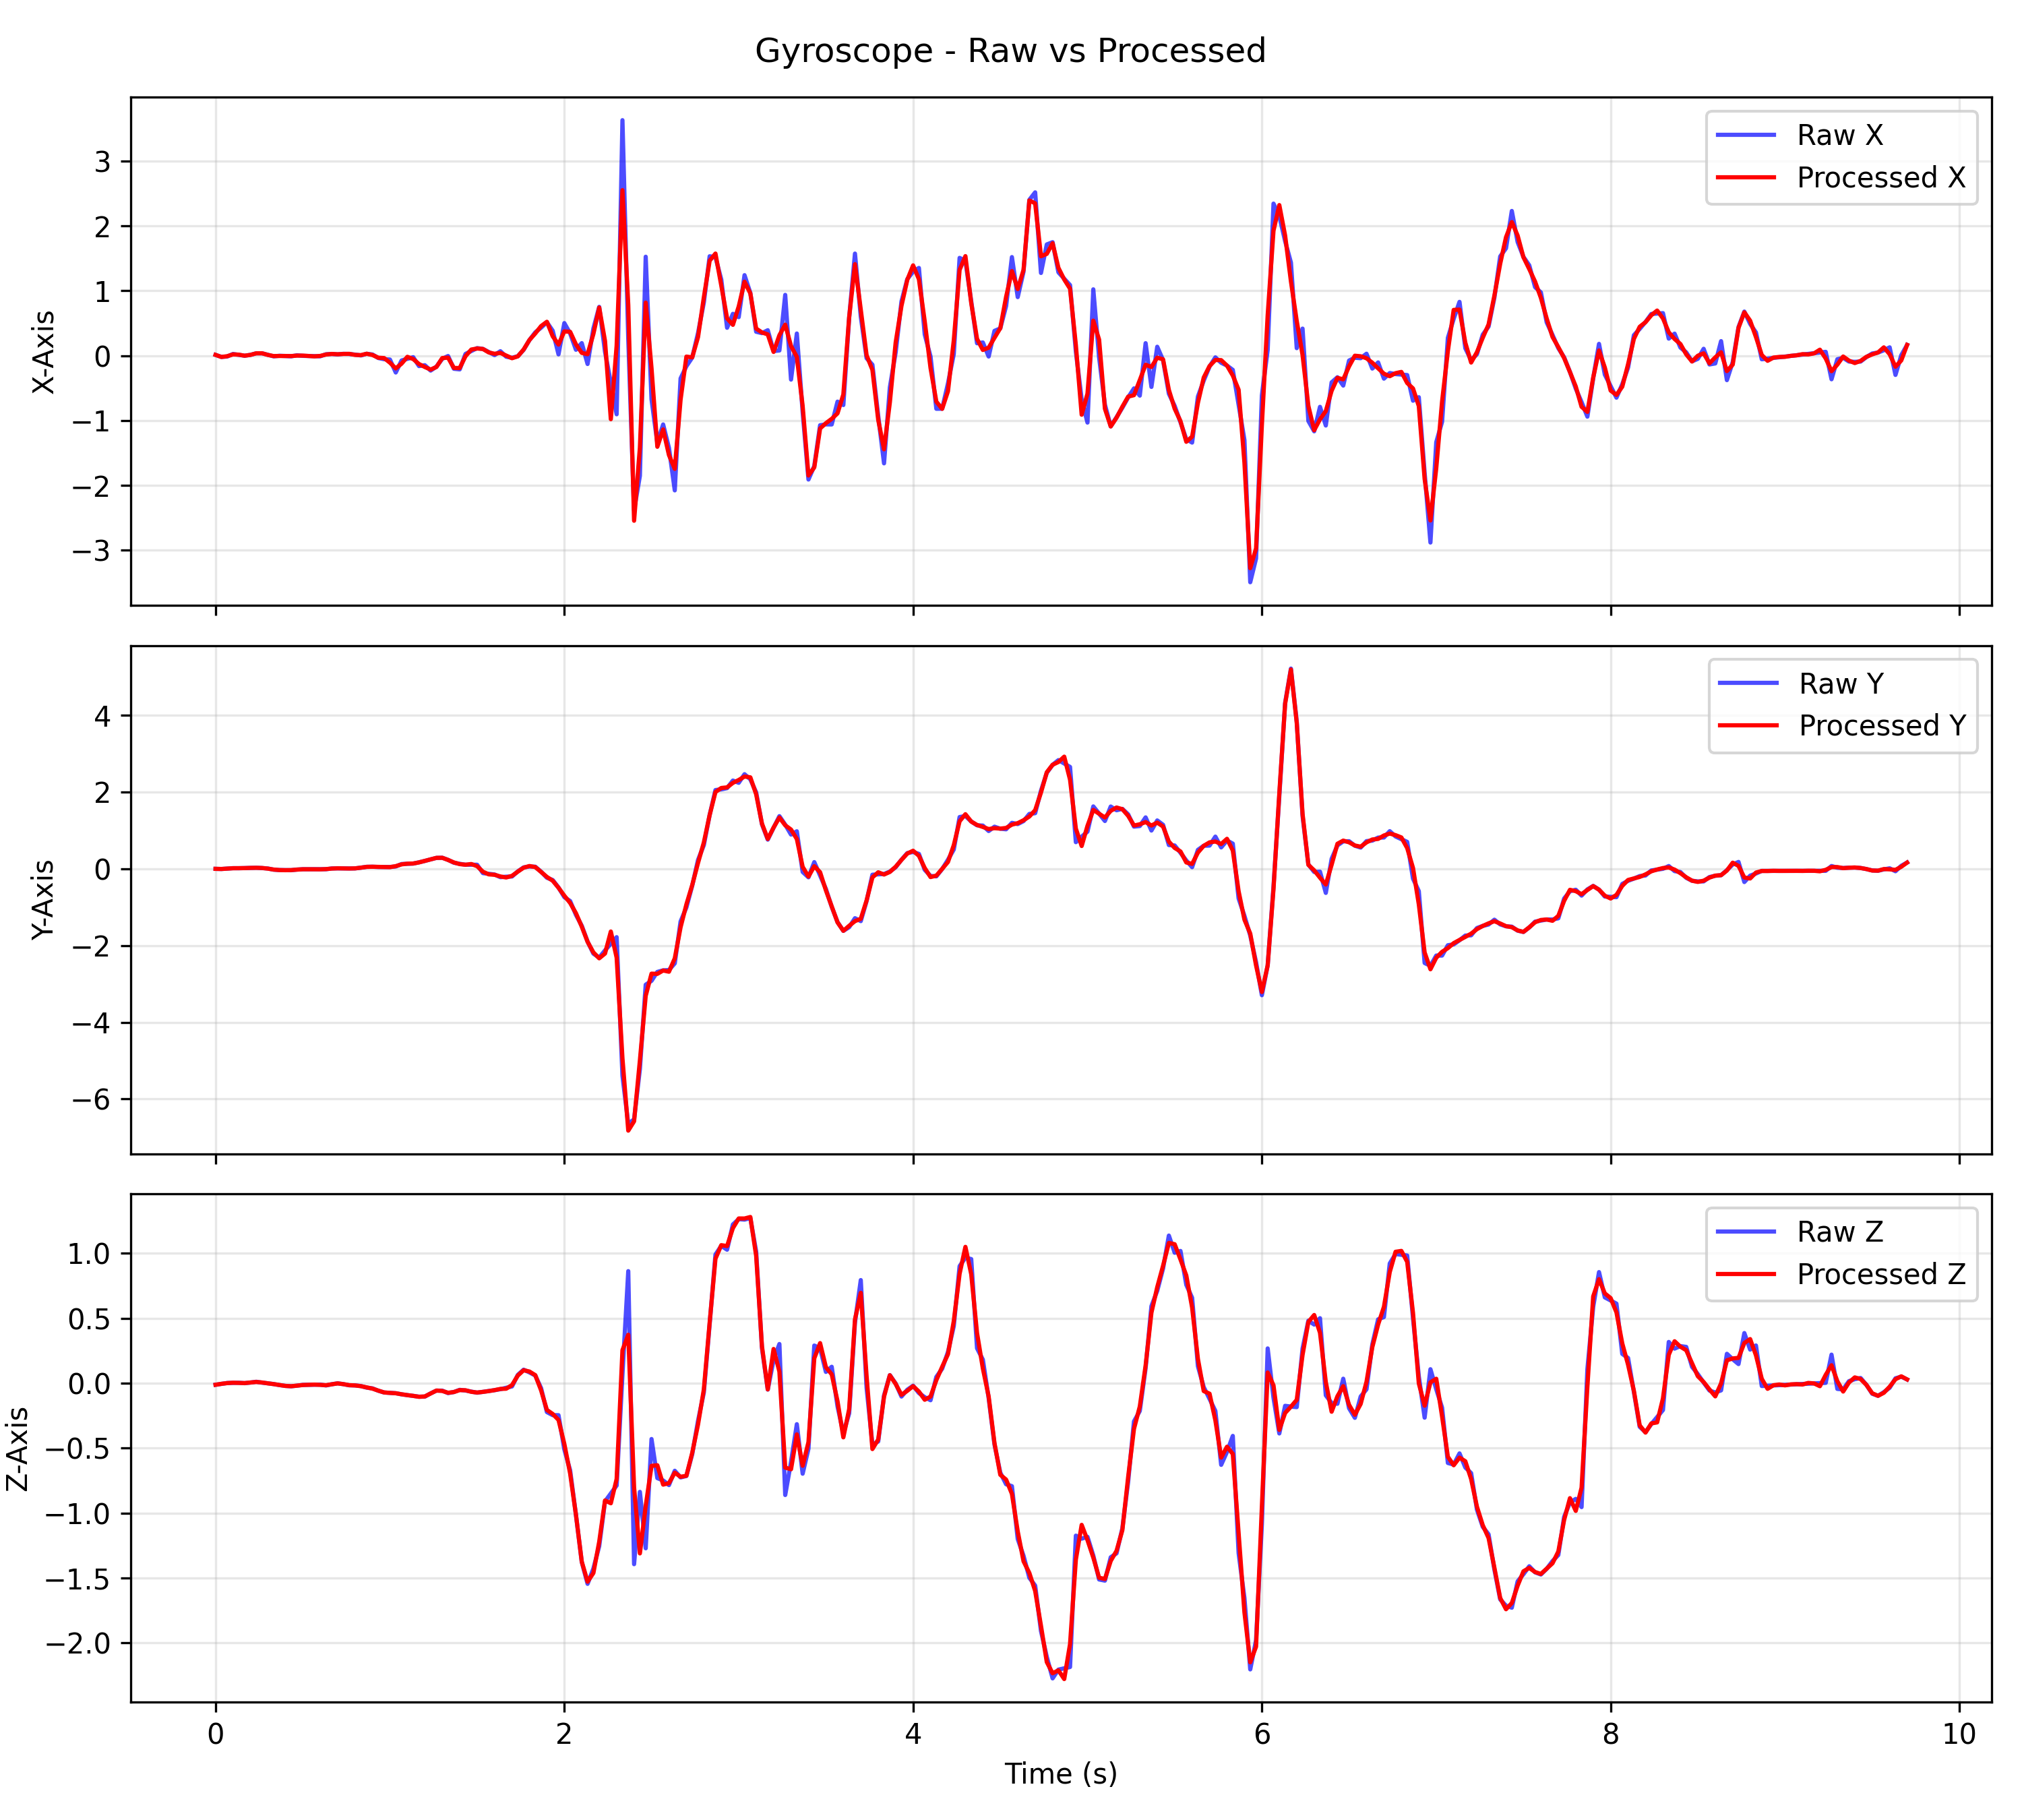 Gyroscope - Raw vs Processed
3
2
1
0
−1
−2
−3
X-Axis
Raw X
Processed X
4
2
0
−2
−4
−6
Y-Axis
Raw Y
Processed Y
1.0
0.5
0.0
−0.5
−1.0
−1.5
−2.0
Z-Axis
Raw Z
Processed Z
0 2 4 6 8 10
Time (s)